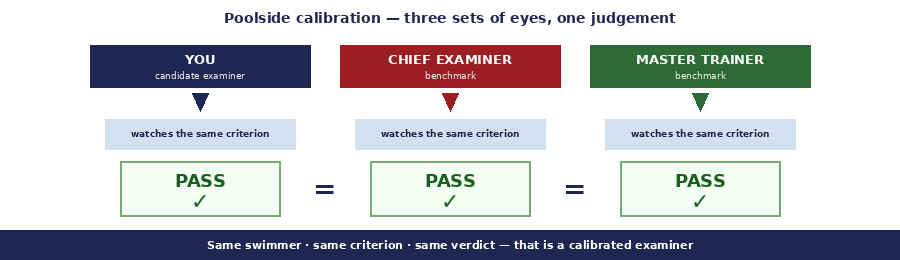 Poolside calibration — three sets of eyes, one judgement
YOU
candidate examiner
CHIEF EXAMINER
benchmark
MASTER TRAINER
benchmark
watches the same criterion
watches the same criterion
watches the same criterion
PASS
✓
=
PASS
✓
=
PASS
✓
Same swimmer · same criterion · same verdict — that is a calibrated examiner